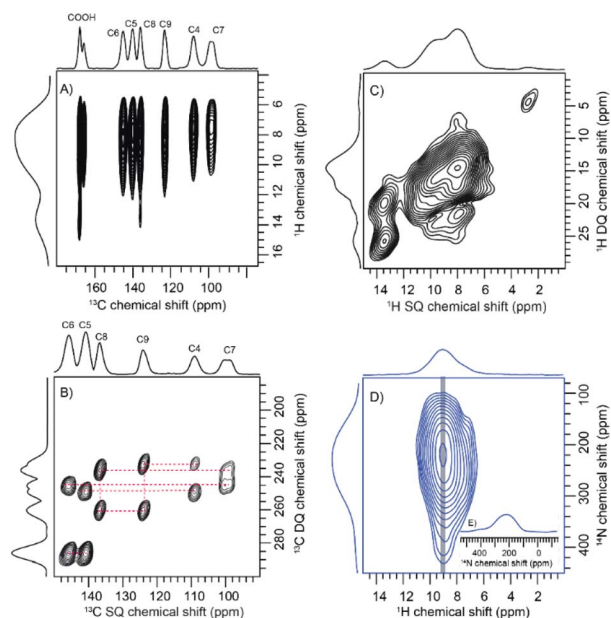 COOH
C6 C5 C8 C9 C4 C7
A)
6
8
10
12
14
16
¹H chemical shift (ppm)
160 140 120 100
¹³C chemical shift (ppm)
C)
5
10
15
20
25
¹H DQ chemical shift (ppm)
14 12 10 8 6 4 2
¹H SQ chemical shift (ppm)
C6 C5 C8 C9 C4 C7
B)
200
220
240
260
280
¹³C DQ chemical shift (ppm)
140 130 120 110 100
¹³C SQ chemical shift (ppm)
D)
100
200
300
400
¹⁴N chemical shift (ppm)
E)
400 200 0
¹⁴N chemical shift (ppm)
10 8 6 4 2
¹H chemical shift (ppm)